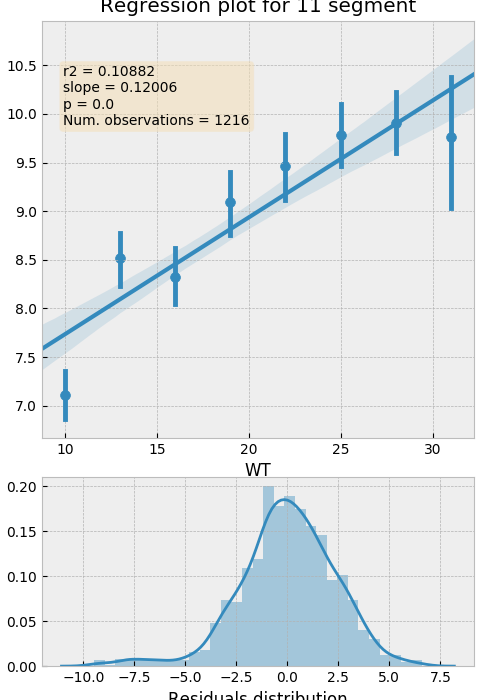 Regression plot for 11 segment
10.5
r2 = 0.10882
slope = 0.12006
p = 0.0
Num. observations = 1216
10.0
9.5
9.0
8.5
8.0
7.5
7.0
10 15 20 25 30
WT
0.20
0.15
0.10
0.05
0.00
−10.0 −7.5 −5.0 −2.5 0.0 2.5 5.0 7.5
Residuals distribution